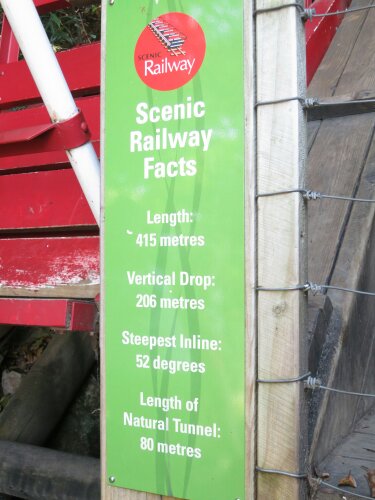 SCENIC
Railway
Scenic
Railway
Facts
Length:
415 metres
Vertical Drop:
206 metres
Steepest Inline:
52 degrees
Length of
Natural Tunnel:
80 metres